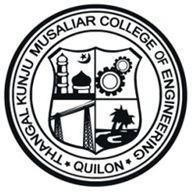 THANGAL KUNJU MUSALIAR COLLEGE OF ENGINEERING
QUILON